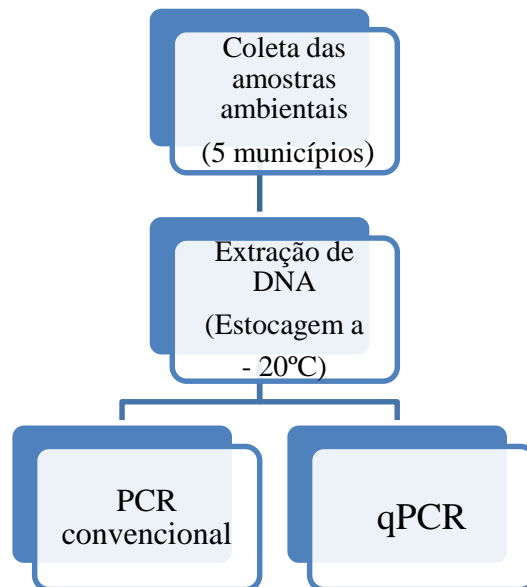 Coleta das
amostras
ambientais
(5 municípios)
Extração de
DNA
(Estocagem a
- 20ºC)
PCR
convencional
qPCR